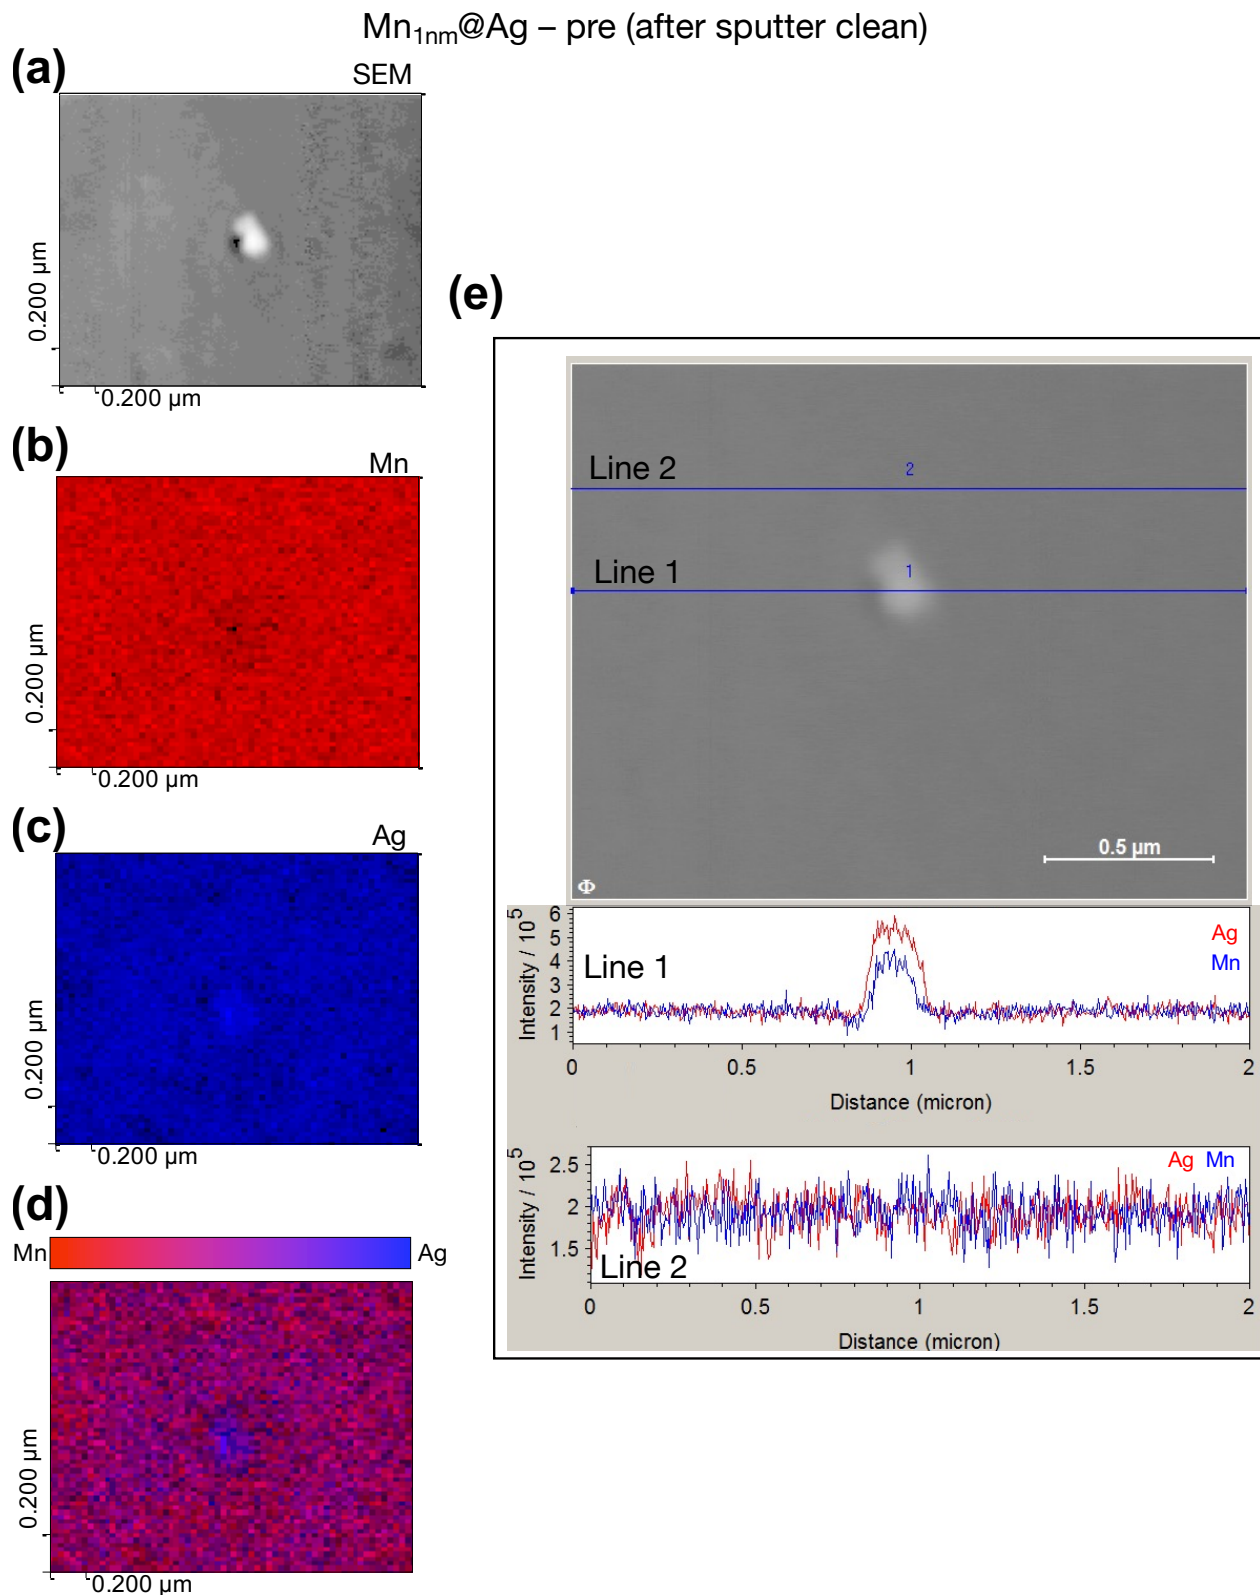 Mn1nm@Ag – pre (after sputter clean)
(a)
SEM
0.200 µm
0.200 µm
(b)
Mn
0.200 µm
0.200 µm
(c)
Ag
0.200 µm
0.200 µm
(d)
Mn
Ag
0.200 µm
0.200 µm
(e)
Line 2
2
Line 1
1
0.5 µm
Φ
Intensity / 10^5
6
5
4
3
2
1
Line 1
Ag
Mn
0 0.5 1 1.5 2
Distance (micron)
Intensity / 10^5
2.5
2
1.5
Ag Mn
Line 2
0 0.5 1 1.5 2
Distance (micron)